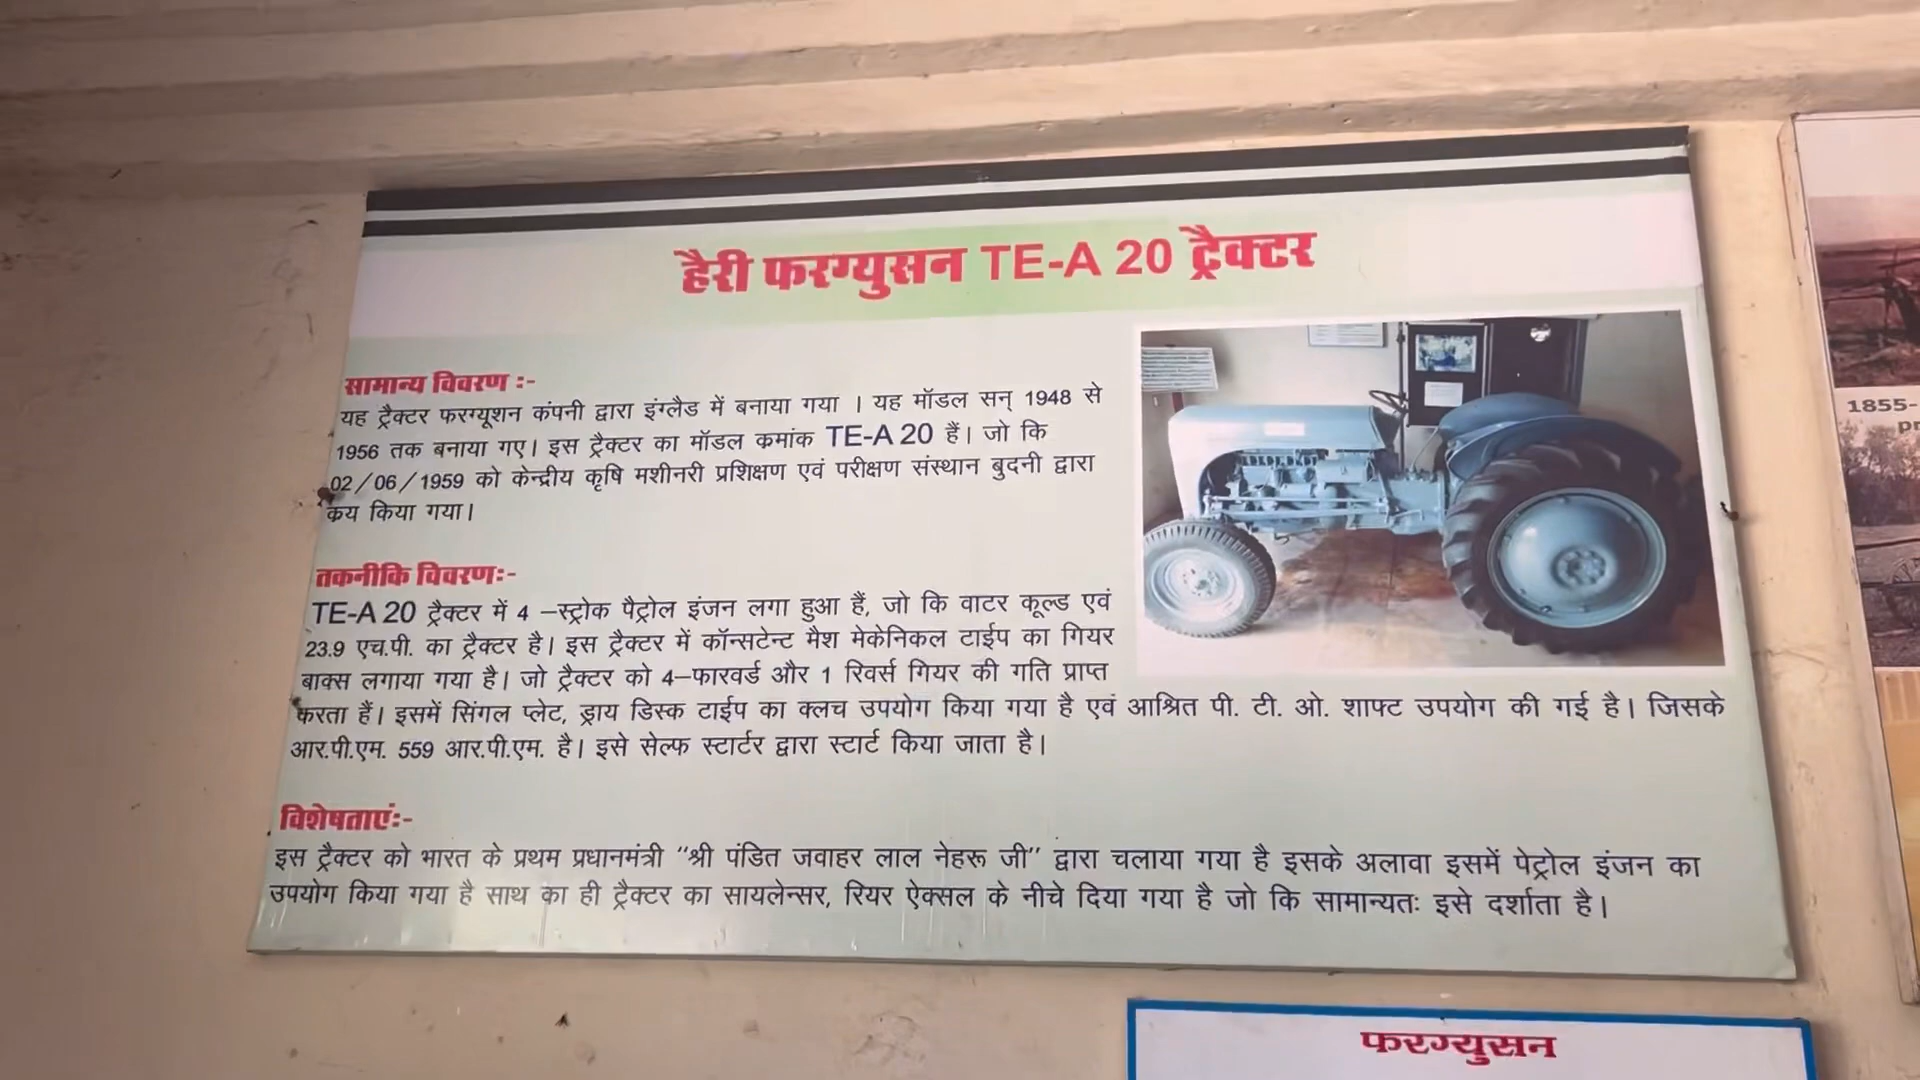 हैरी फरग्युसन TE-A 20 ट्रैक्टर
सामान्य विवरण :-
यह ट्रैक्टर फरग्यूशन कंपनी द्वारा इंग्लैड में बनाया गया । यह मॉडल सन् 1948 से
1956 तक बनाया गए। इस ट्रैक्टर का मॉडल कमांक TE-A 20 हैं। जो कि
02/06/1959 को केन्द्रीय कृषि मशीनरी प्रशिक्षण एवं परीक्षण संस्थान बुदनी द्वारा
कय किया गया।
तकनीकि विवरणः-
TE-A 20 ट्रैक्टर में 4 –स्ट्रोक पैट्रोल इंजन लगा हुआ हैं, जो कि वाटर कूल्ड एवं
23.9 एच.पी. का ट्रैक्टर है। इस ट्रैक्टर में कॉन्सटेन्ट मैश मेकेनिकल टाईप का गियर
बाक्स लगाया गया है। जो ट्रैक्टर को 4–फारवर्ड और 1 रिवर्स गियर की गति प्राप्त
करता हैं। इसमें सिंगल प्लेट, ड्राय डिस्क टाईप का क्लच उपयोग किया गया है एवं आश्रित पी. टी. ओ. शाफ्ट उपयोग की गई है। जिसके
आर.पी.एम. 559 आर.पी.एम. है। इसे सेल्फ स्टार्टर द्वारा स्टार्ट किया जाता है।
विशेषताएंः-
इस ट्रैक्टर को भारत के प्रथम प्रधानमंत्री “श्री पंडित जवाहर लाल नेहरू जी” द्वारा चलाया गया है इसके अलावा इसमें पेट्रोल इंजन का
उपयोग किया गया है साथ का ही ट्रैक्टर का सायलेन्सर, रियर ऐक्सल के नीचे दिया गया है जो कि सामान्यतः इसे दर्शाता है।
फरग्युसन
1855-
pr